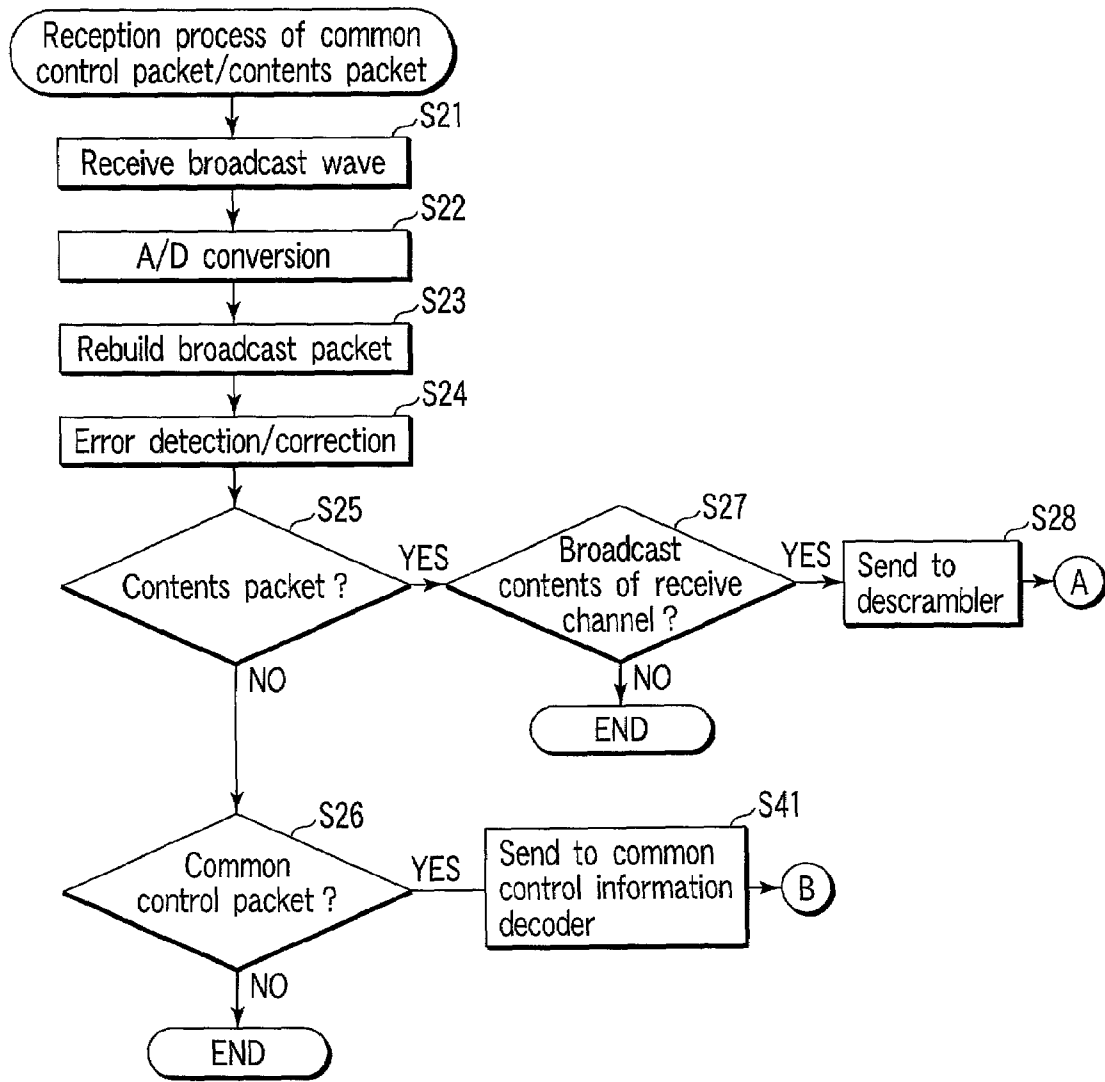 Reception process of common
control packet/contents packet
S21
Receive broadcast wave
S22
A/D conversion
S23
Rebuild broadcast packet
S24
Error detection/correction
S25
Contents packet?
YES
NO
S27
Broadcast
contents of receive
channel?
YES
NO
END
S28
Send to
descrambler
A
S26
Common
control packet?
YES
NO
END
S41
Send to common
control information
decoder
B